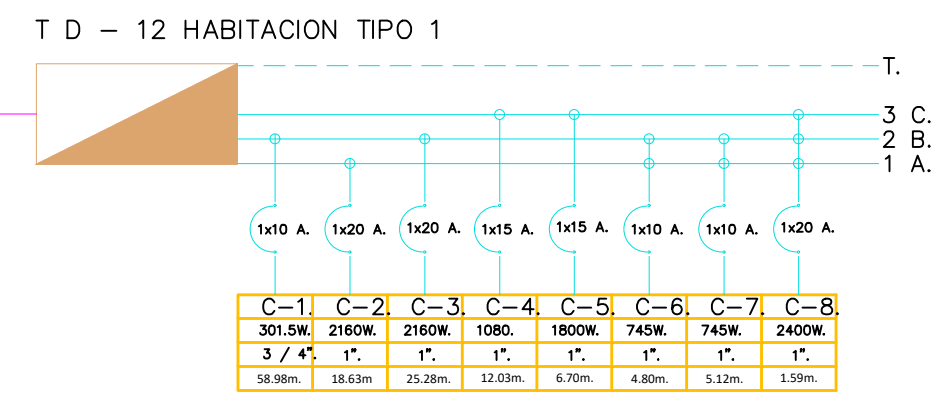 T D – 12 HABITACION TIPO 1
T.
3 C.
2 B.
1 A.
1x10 A. 1x20 A. 1x20 A. 1x15 A. 1x15 A. 1x10 A. 1x10 A. 1x20 A.
C–1. C–2. C–3. C–4. C–5. C–6. C–7. C–8.
301.5W. 2160W. 2160W. 1080. 1800W. 745W. 745W. 2400W.
3 / 4". 1". 1". 1". 1". 1". 1". 1".
58.98m. 18.63m 25.28m. 12.03m. 6.70m. 4.80m. 5.12m. 1.59m.